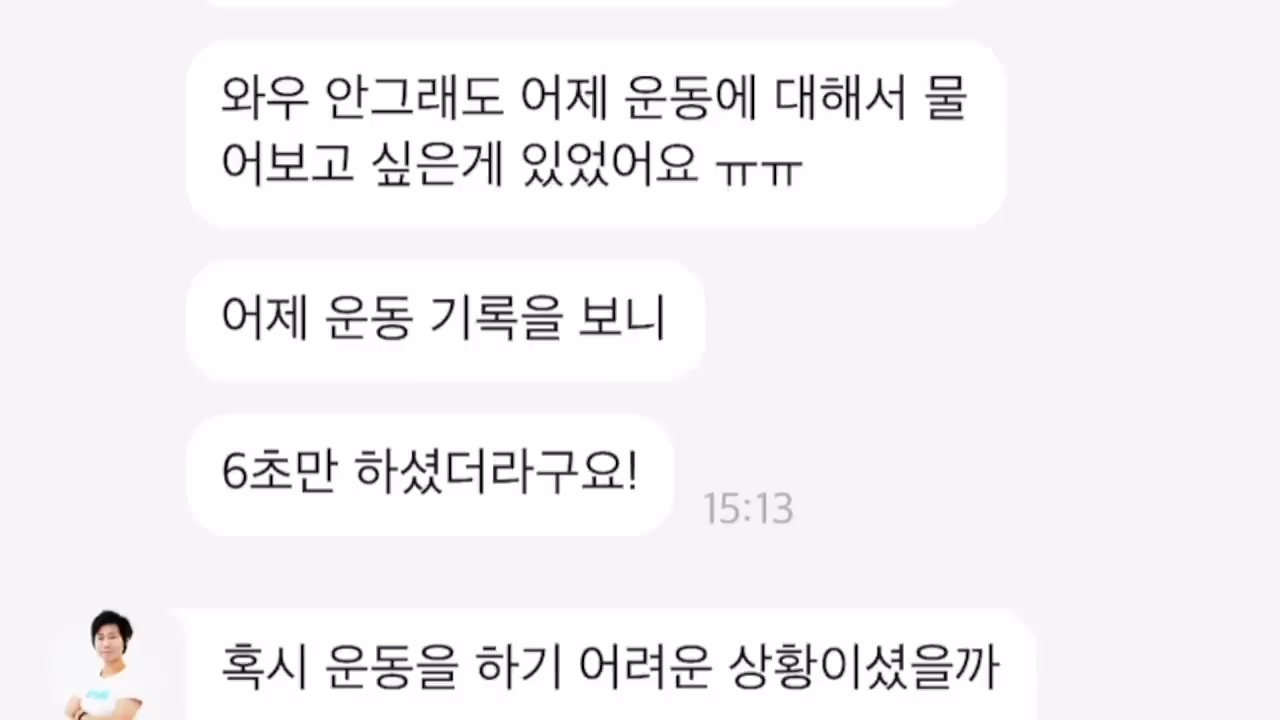 와우 안그래도 어제 운동에 대해서 물
어보고 싶은게 있었어요 ㅠㅠ
어제 운동 기록을 보니
6초만 하셨더라구요!
15:13
혹시 운동을 하기 어려운 상황이셨을까